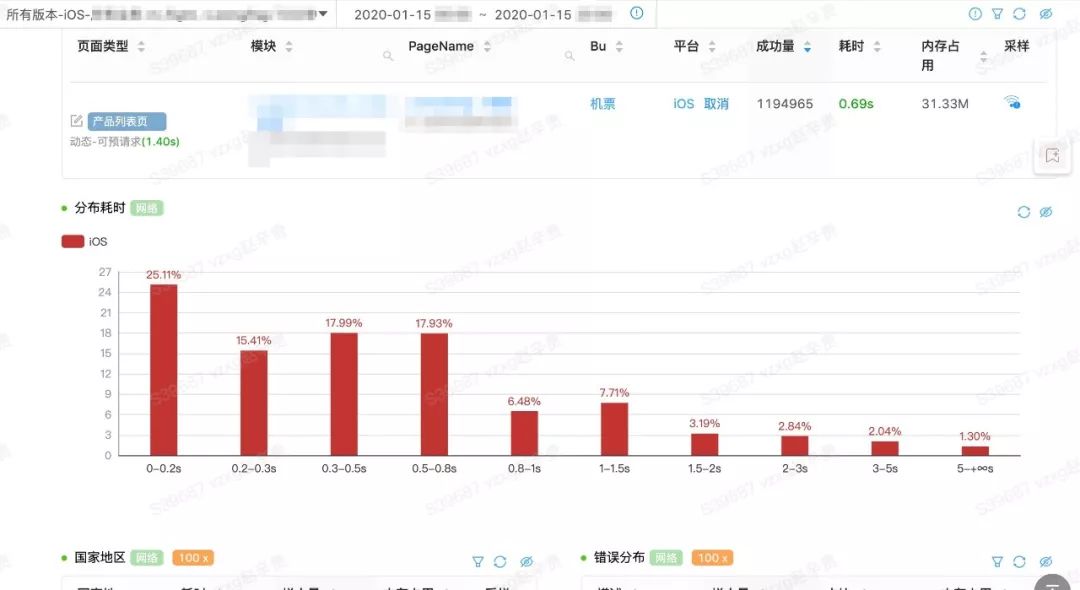 所有版本-iOS-
2020-01-15 ~ 2020-01-15
页面类型 模块 PageName Bu 平台 成功量 耗时 内存占用 采样
产品列表页 机票 iOS 取消 1194965 0.69s 31.33M
动态-可预请求(1.40s)
分布耗时 网络
iOS
27
24
21
18
15
12
9
6
3
0
25.11% 15.41% 17.99% 17.93% 6.48% 7.71% 3.19% 2.84% 2.04% 1.30%
0-0.2s 0.2-0.3s 0.3-0.5s 0.5-0.8s 0.8-1s 1-1.5s 1.5-2s 2-3s 3-5s 5-+∞s
国家地区 网络 100 x 错误分布 网络 100 x